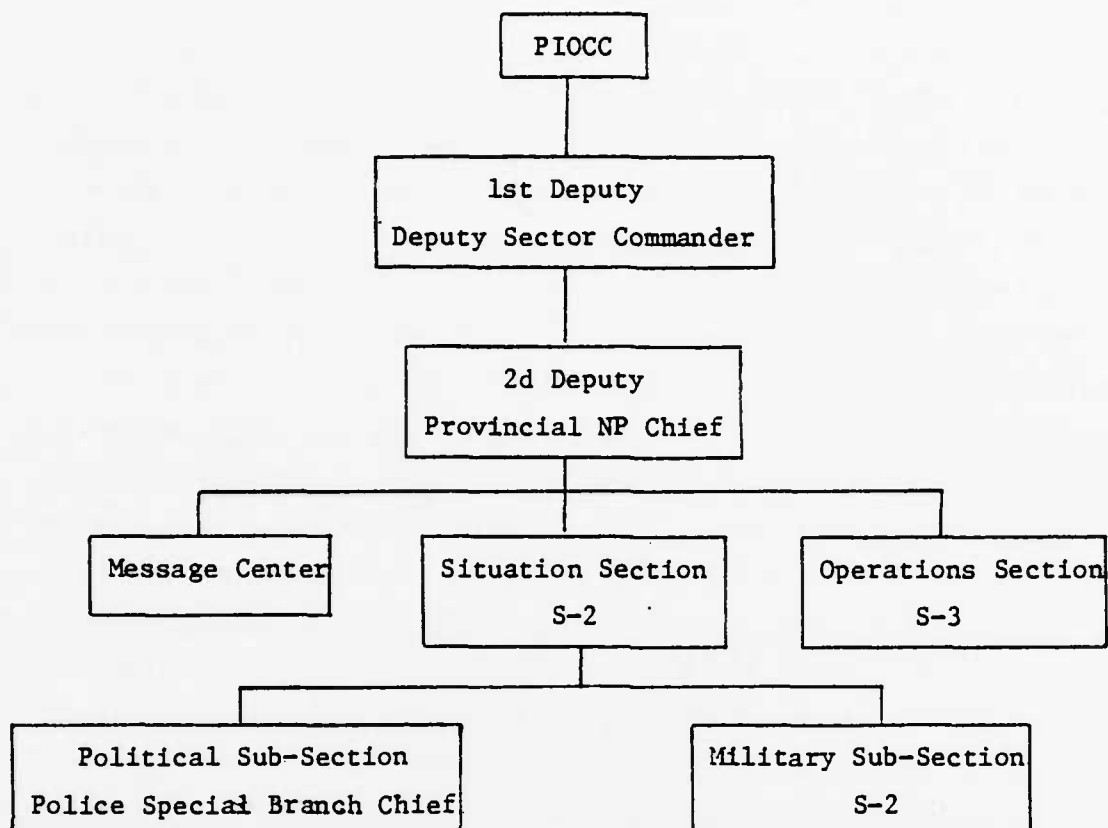 PIOCC
1st Deputy
Deputy Sector Commander
2d Deputy
Provincial NP Chief
Message Center
Situation Section
S-2
Operations Section
S-3
Political Sub-Section
Police Special Branch Chief
Military Sub-Section
S-2